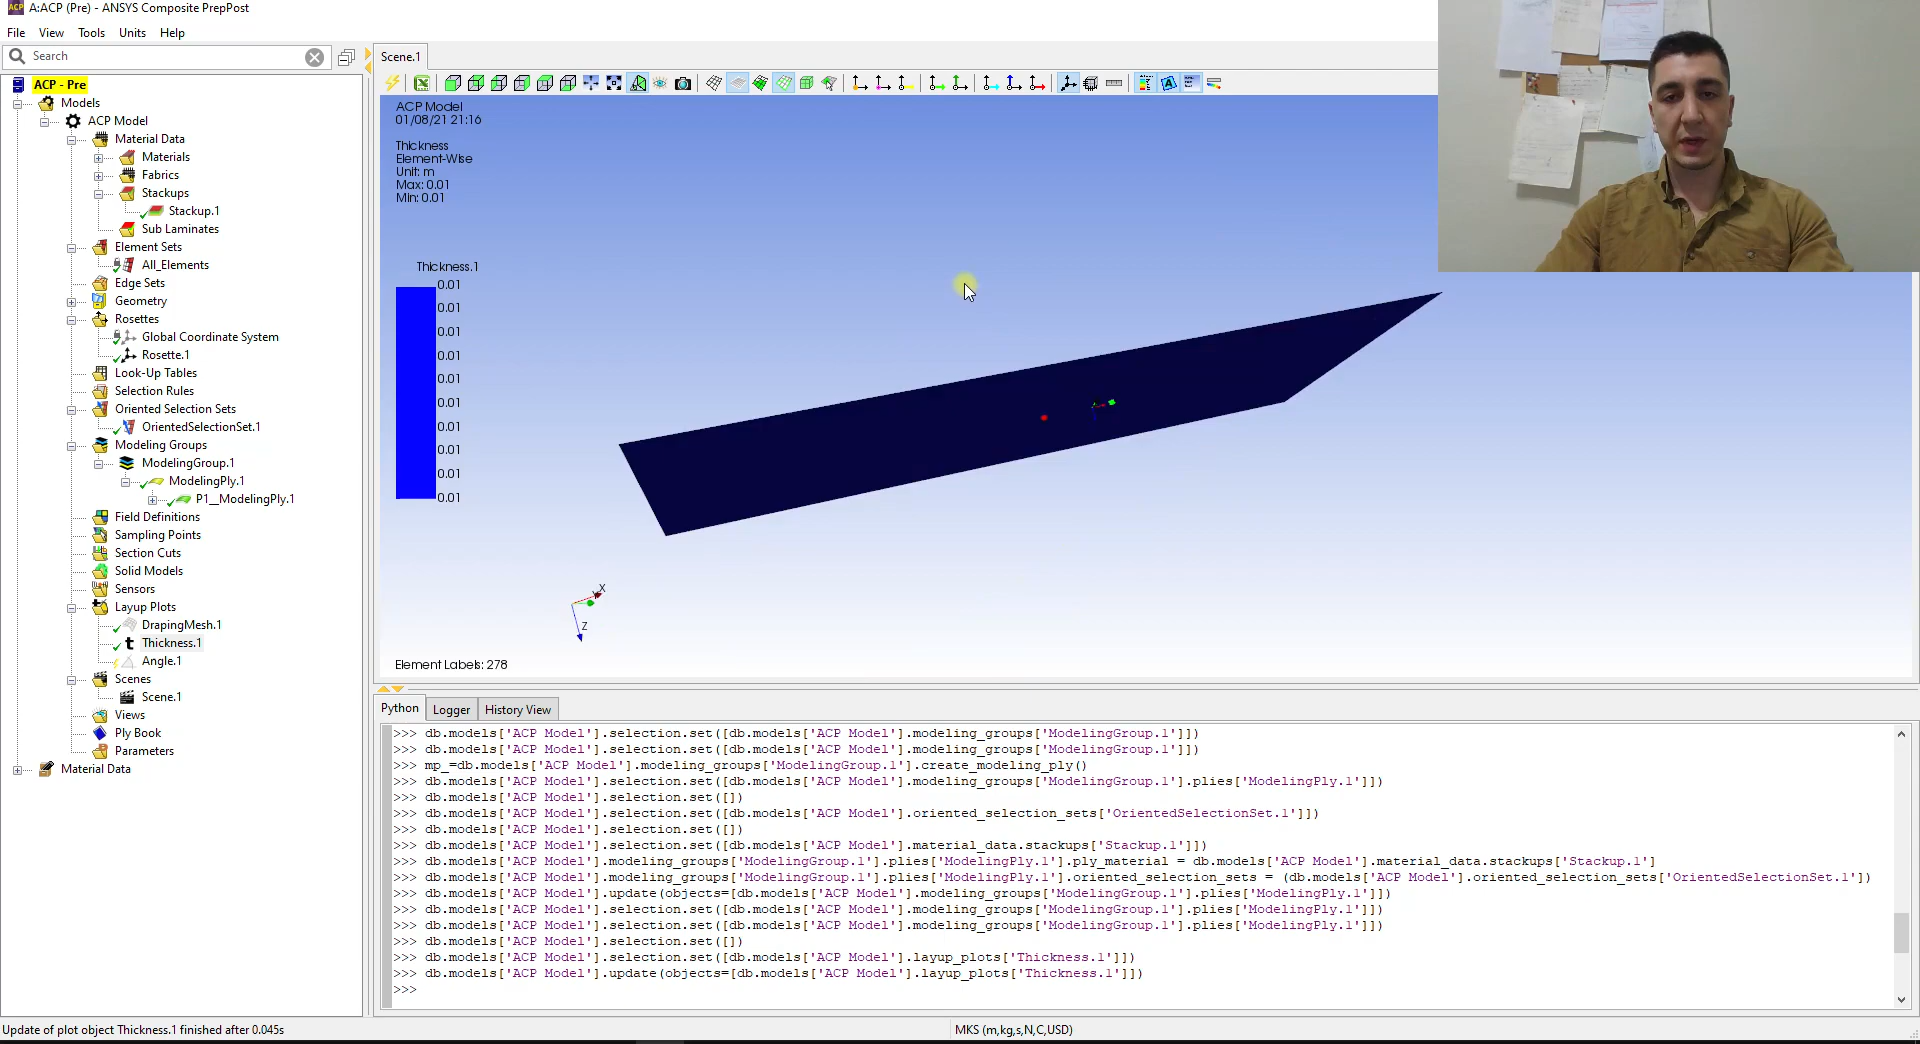 A:ACP (Pre) - ANSYS Composite PrepPost
File View Tools Units Help
Search
ACP - Pre
Models
ACP Model
Material Data
Materials
Fabrics
Stackups
Stackup.1
Sub Laminates
Element Sets
All_Elements
Edge Sets
Geometry
Rosettes
Global Coordinate System
Rosette.1
Look-Up Tables
Selection Rules
Oriented Selection Sets
OrientedSelectionSet.1
Modeling Groups
ModelingGroup.1
ModelingPly.1
P1__ModelingPly.1
Field Definitions
Sampling Points
Section Cuts
Solid Models
Sensors
Layup Plots
DrapingMesh.1
Thickness.1
Angle.1
Scenes
Scene.1
Views
Ply Book
Parameters
Material Data
Scene.1
ACP Model
01/08/21 21:16
Thickness
Element-Wise
Unit: m
Max: 0.01
Min: 0.01
Thickness.1
0.01
0.01
0.01
0.01
0.01
0.01
0.01
0.01
0.01
0.01
X
Z
Element Labels: 278
Python Logger History View
>>> db.models['ACP Model'].selection.set([db.models['ACP Model'].modeling_groups['ModelingGroup.1']])
>>> db.models['ACP Model'].selection.set([db.models['ACP Model'].modeling_groups['ModelingGroup.1']])
>>> mp_=db.models['ACP Model'].modeling_groups['ModelingGroup.1'].create_modeling_ply()
>>> db.models['ACP Model'].selection.set([db.models['ACP Model'].modeling_groups['ModelingGroup.1'].plies['ModelingPly.1']])
>>> db.models['ACP Model'].selection.set([])
>>> db.models['ACP Model'].selection.set([db.models['ACP Model'].oriented_selection_sets['OrientedSelectionSet.1']])
>>> db.models['ACP Model'].selection.set([])
>>> db.models['ACP Model'].selection.set([db.models['ACP Model'].material_data.stackups['Stackup.1']])
>>> db.models['ACP Model'].modeling_groups['ModelingGroup.1'].plies['ModelingPly.1'].ply_material = db.models['ACP Model'].material_data.stackups['Stackup.1']
>>> db.models['ACP Model'].modeling_groups['ModelingGroup.1'].plies['ModelingPly.1'].oriented_selection_sets = (db.models['ACP Model'].oriented_selection_sets['OrientedSelectionSet.1'])
>>> db.models['ACP Model'].update(objects=[db.models['ACP Model'].modeling_groups['ModelingGroup.1'].plies['ModelingPly.1']])
>>> db.models['ACP Model'].selection.set([db.models['ACP Model'].modeling_groups['ModelingGroup.1'].plies['ModelingPly.1']])
>>> db.models['ACP Model'].selection.set([db.models['ACP Model'].modeling_groups['ModelingGroup.1'].plies['ModelingPly.1']])
>>> db.models['ACP Model'].selection.set([])
>>> db.models['ACP Model'].selection.set([db.models['ACP Model'].layup_plots['Thickness.1']])
>>> db.models['ACP Model'].update(objects=[db.models['ACP Model'].layup_plots['Thickness.1']])
>>>
Update of plot object Thickness.1 finished after 0.045s
MKS (m,kg,s,N,C,USD)